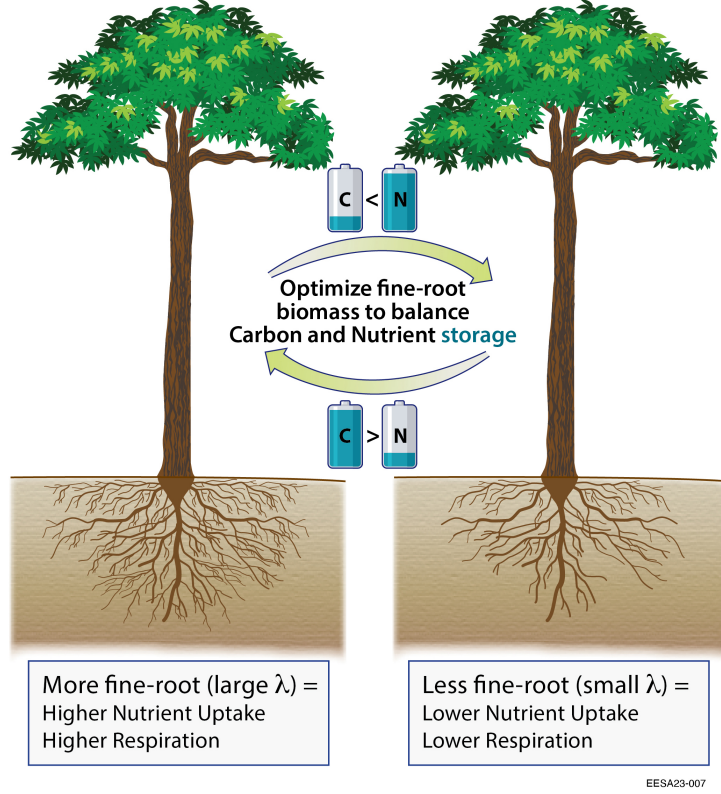 C < N
Optimize fine-root
biomass to balance
Carbon and Nutrient storage
C > N
More fine-root (large λ) =
Higher Nutrient Uptake
Higher Respiration
Less fine-root (small λ) =
Lower Nutrient Uptake
Lower Respiration
EESA23-007